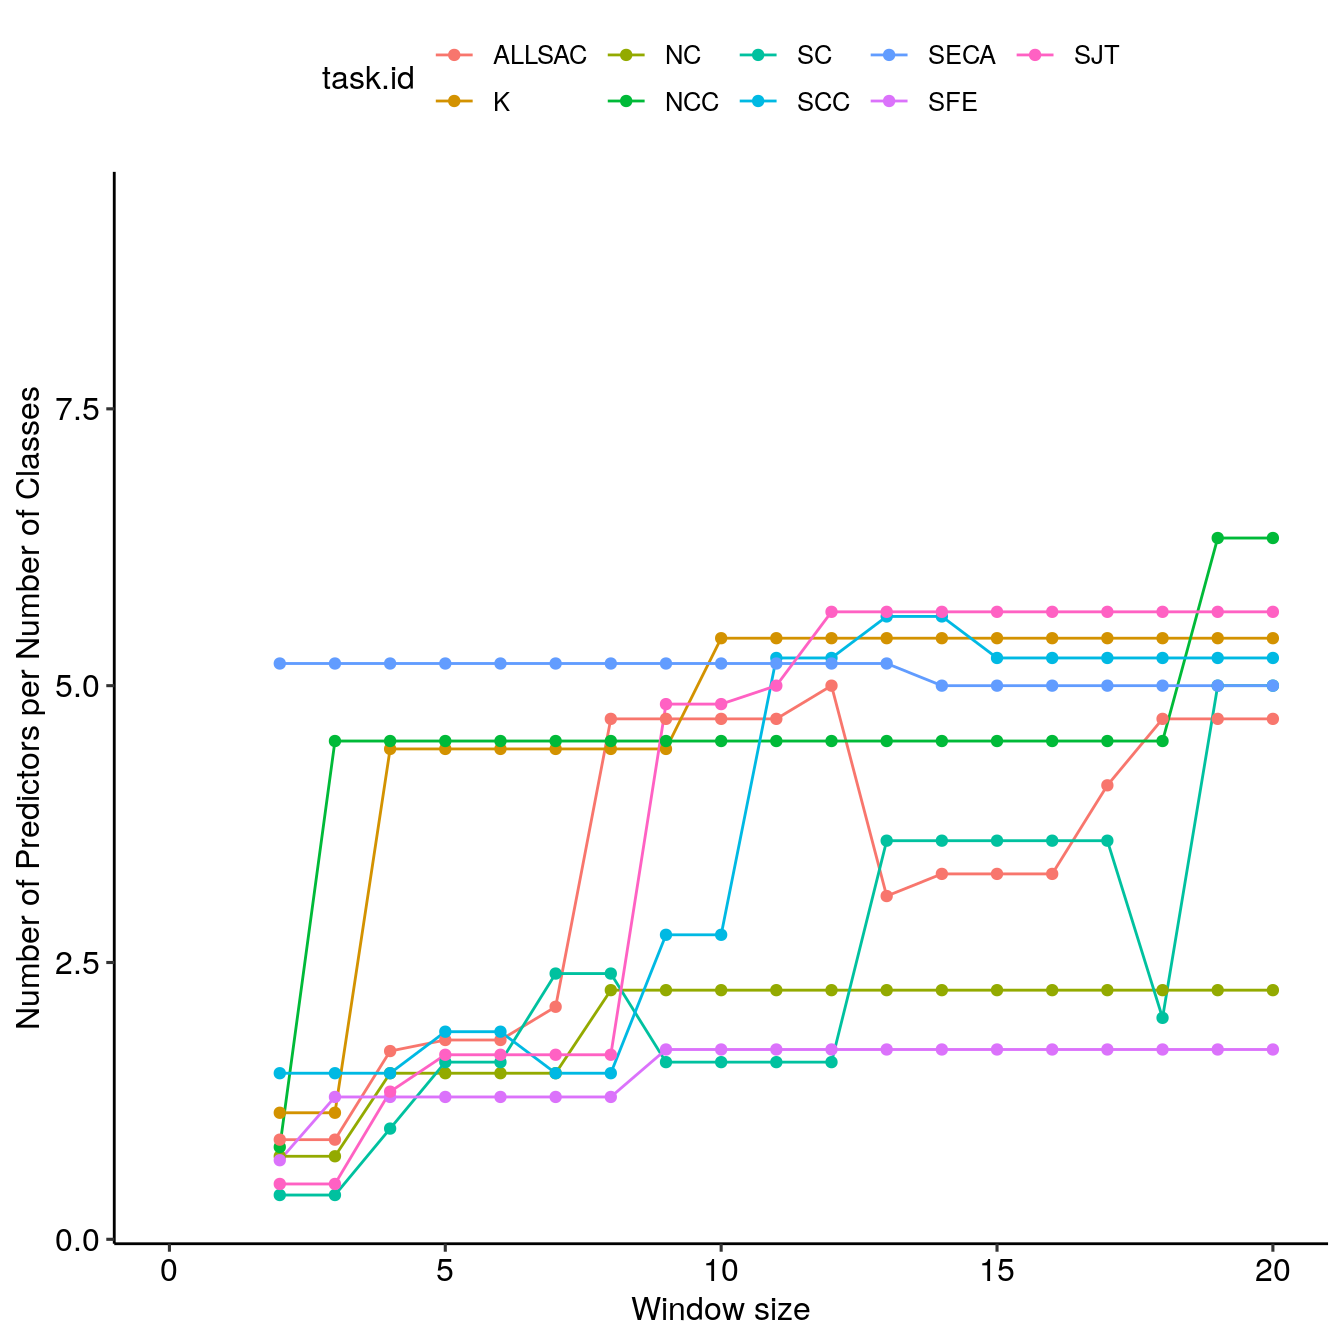 task.id
ALLSAC NC SC SECA SJT
K NCC SCC SFE
Number of Predictors per Number of Classes
7.5
5.0
2.5
0.0
0 5 10 15 20
Window size